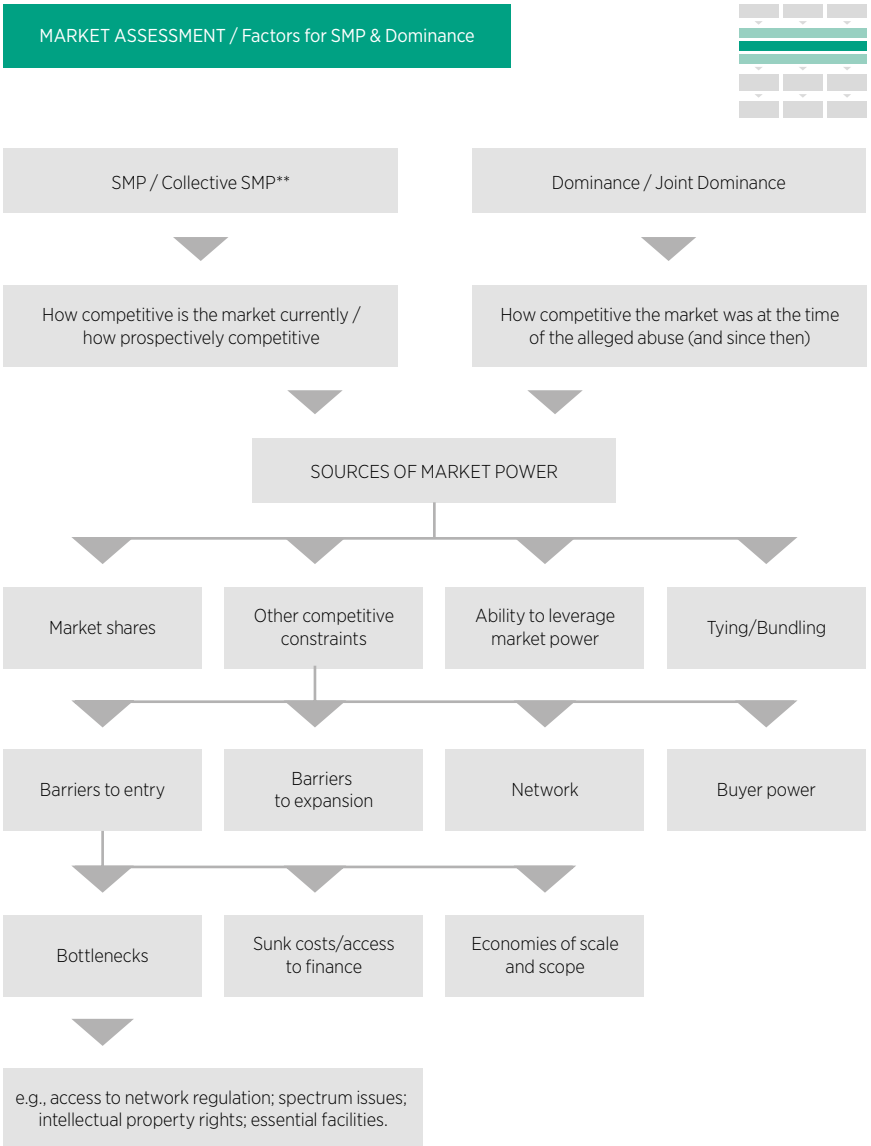 MARKET ASSESSMENT / Factors for SMP & Dominance
SMP / Collective SMP**
Dominance / Joint Dominance
How competitive is the market currently /
how prospectively competitive
How competitive the market was at the time
of the alleged abuse (and since then)
SOURCES OF MARKET POWER
Market shares
Other competitive
constraints
Ability to leverage
market power
Tying/Bundling
Barriers to entry
Barriers
to expansion
Network
Buyer power
Bottlenecks
Sunk costs/access
to finance
Economies of scale
and scope
e.g., access to network regulation; spectrum issues;
intellectual property rights; essential facilities.